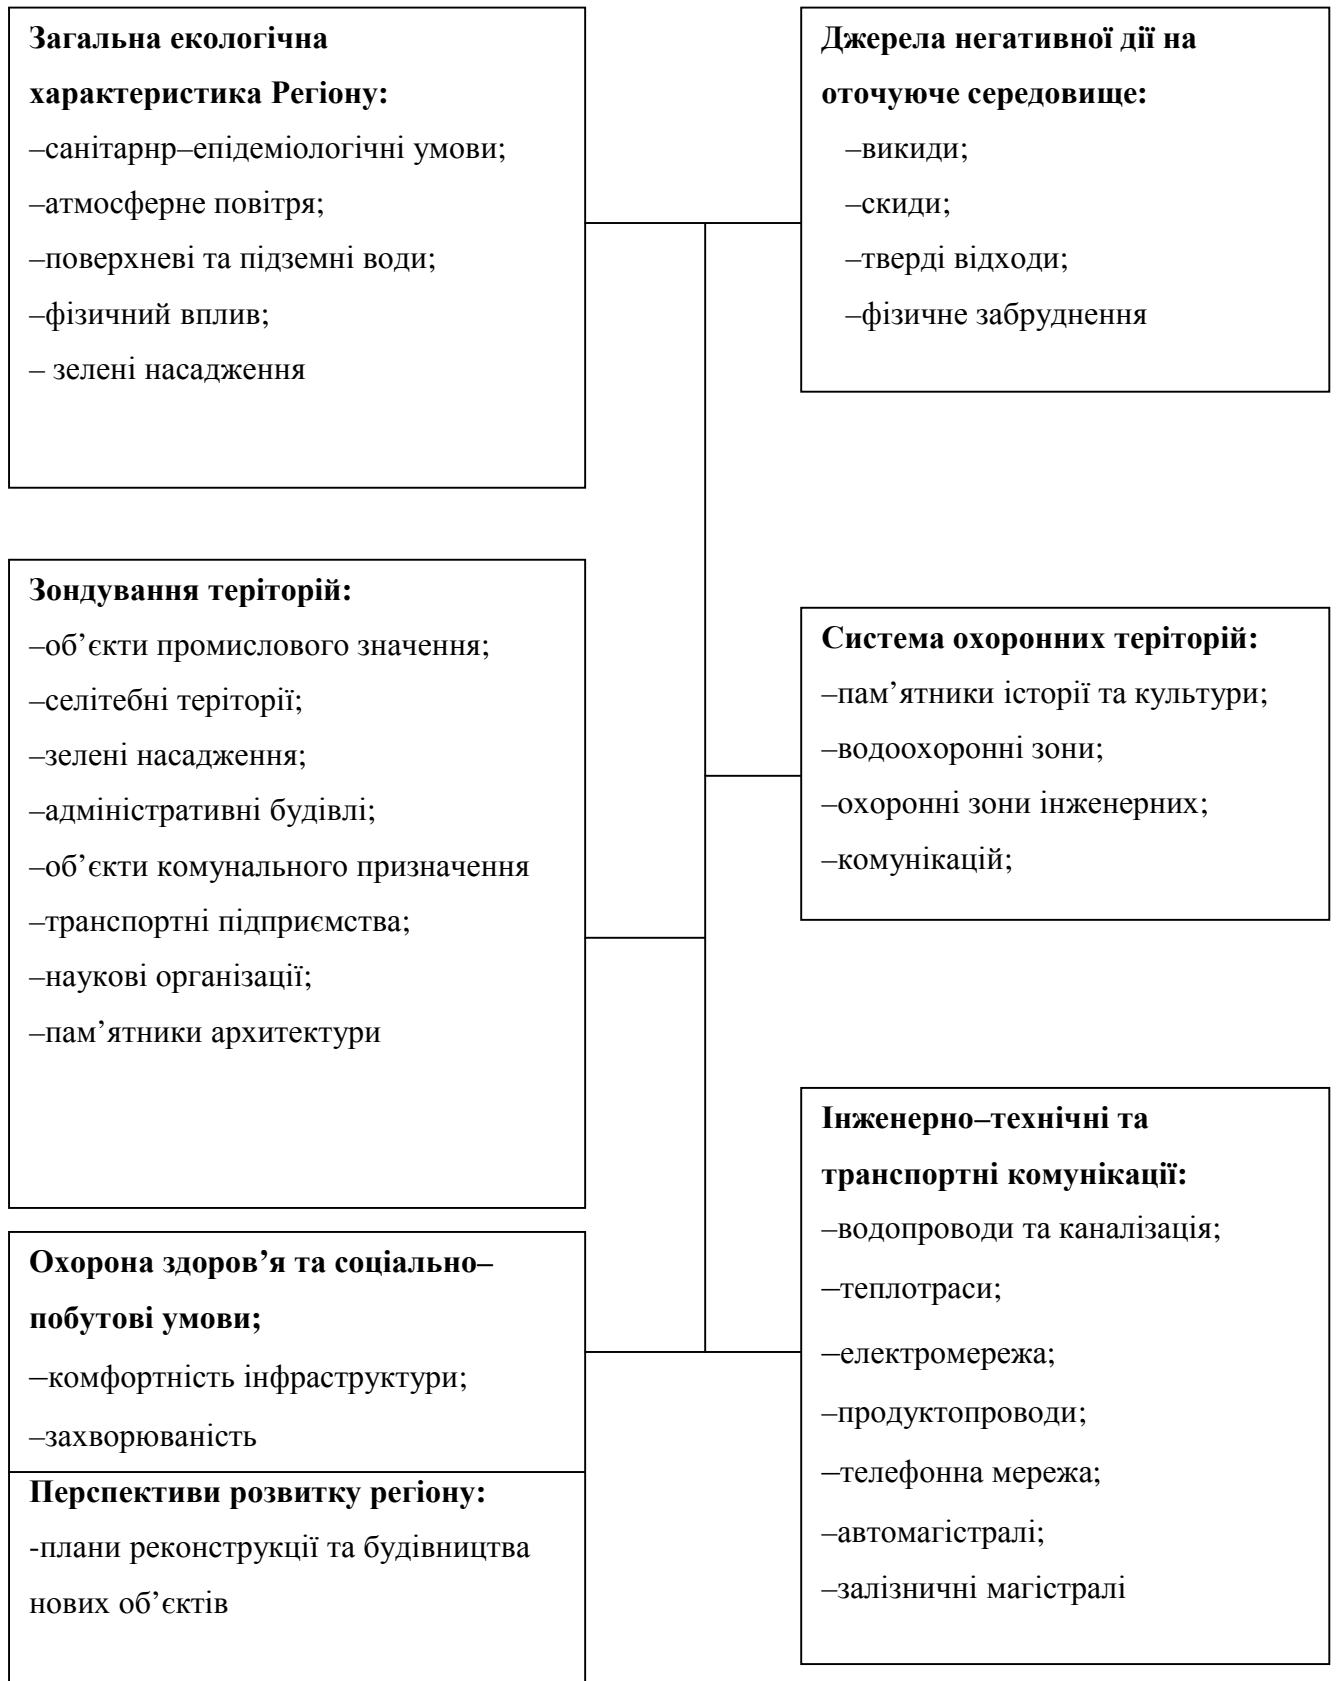 Загальна екологічна
характеристика Регіону:
–санітарнр–епідеміологічні умови;
–атмосферне повітря;
–поверхневі та підземні води;
–фізичний вплив;
– зелені насадження
Джерела негативної дії на
оточуюче середовище:
–викиди;
–скиди;
–тверді відходи;
–фізичне забруднення
Зондування теріторій:
–об’єкти промислового значення;
–селітебні теріторії;
–зелені насадження;
–адміністративні будівлі;
–об’єкти комунального призначення
–транспортні підприємства;
–наукові організації;
–пам’ятники архитектури
Система охоронних теріторій:
–пам’ятники історії та культури;
–водоохоронні зони;
–охоронні зони інженерних;
–комунікацій;
Охорона здоров’я та соціально–
побутові умови;
–комфортність інфраструктури;
–захворюваність
Перспективи розвитку регіону:
-плани реконструкції та будівництва
нових об’єктів
Інженерно–технічні та
транспортні комунікації:
–водопроводи та каналізація;
–теплотраси;
–електромережа;
–продуктопроводи;
–телефонна мережа;
–автомагістралі;
–залізничні магістралі